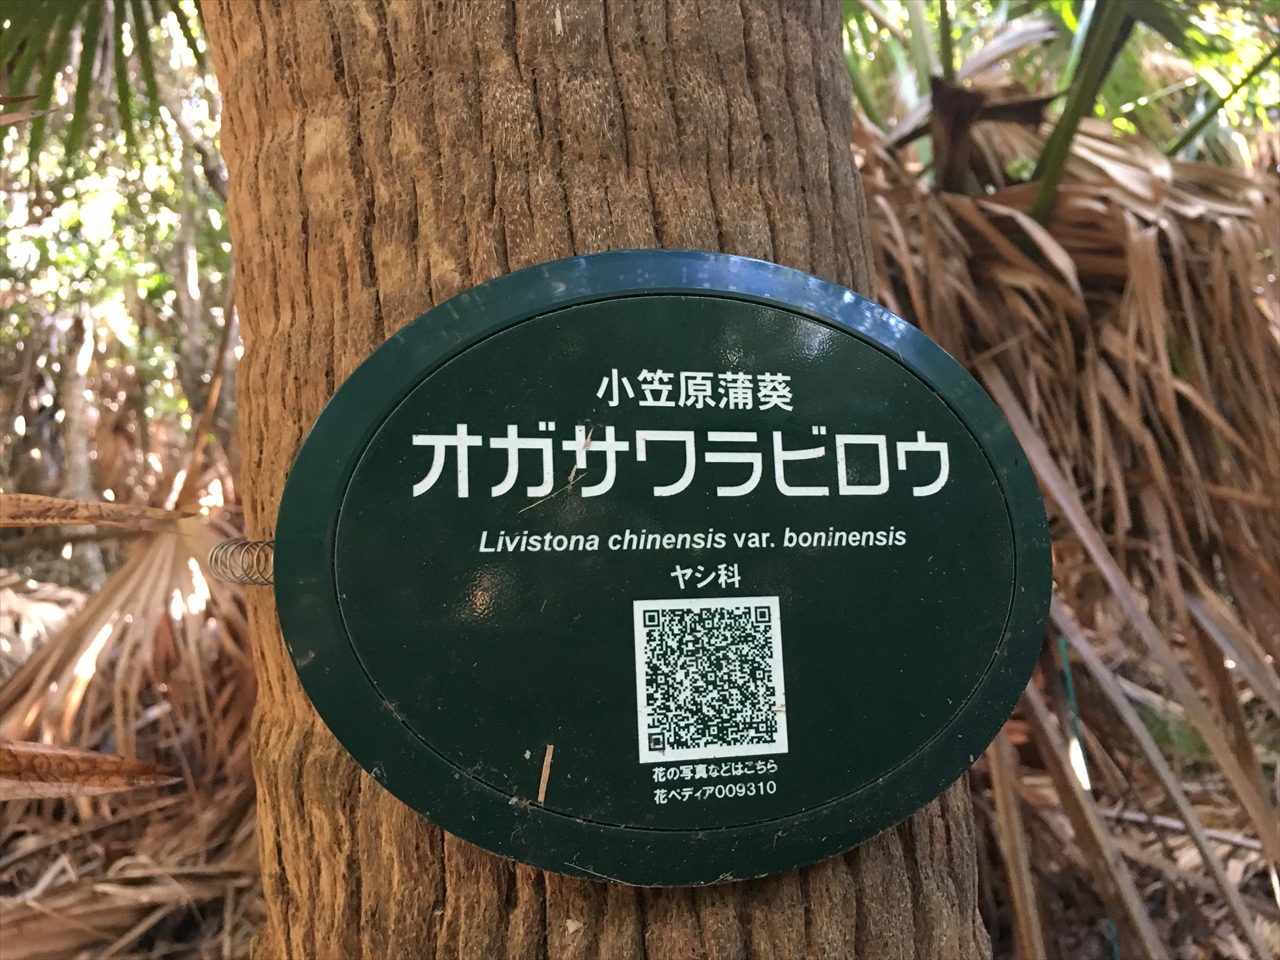 小笠原蒲葵
オガサワラビロウ
Livistona chinensis var. boninensis
ヤシ科
花の写真などはこちら
花ペディア009310